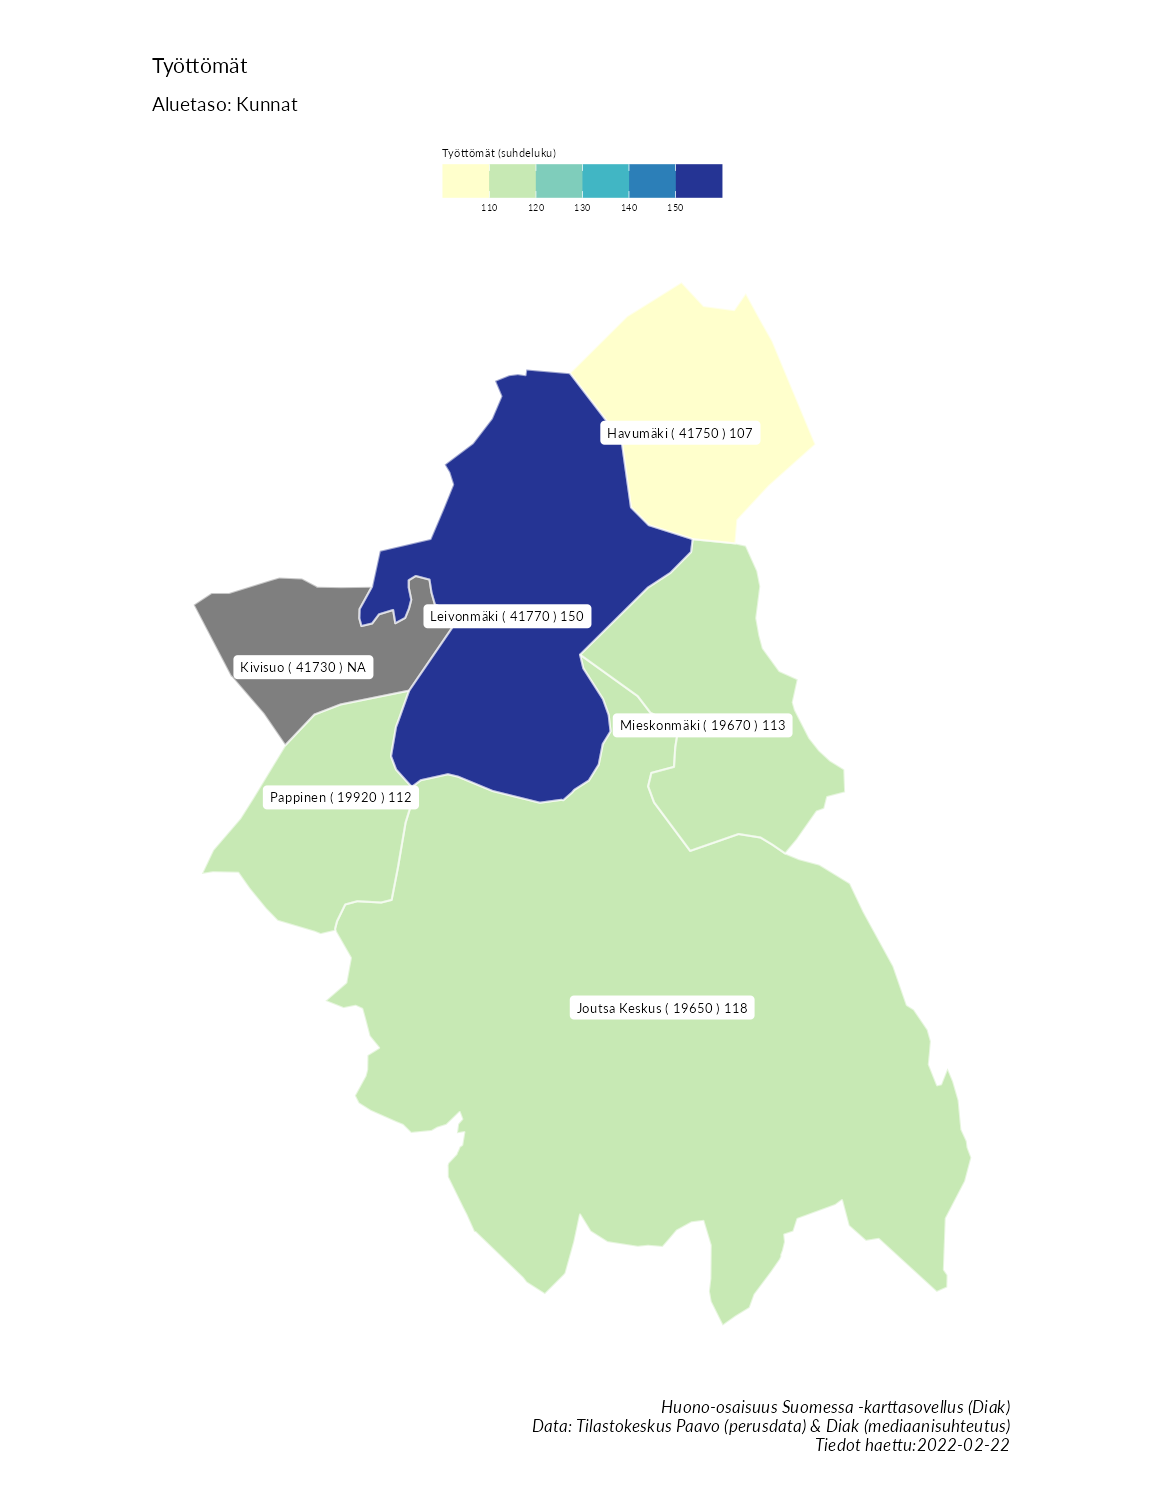 Työttömät
Aluetaso: Kunnat
Työttömät (suhdeluku)
110 120 130 140 150
Havumäki ( 41750 ) 107
Leivonmäki ( 41770 ) 150
Kivisuo ( 41730 ) NA
Mieskonmäki ( 19670 ) 113
Pappinen ( 19920 ) 112
Joutsa Keskus ( 19650 ) 118
Huono-osaisuus Suomessa -karttasovellus (Diak)
Data: Tilastokeskus Paavo (perusdata) & Diak (mediaanisuhteutus)
Tiedot haettu:2022-02-22